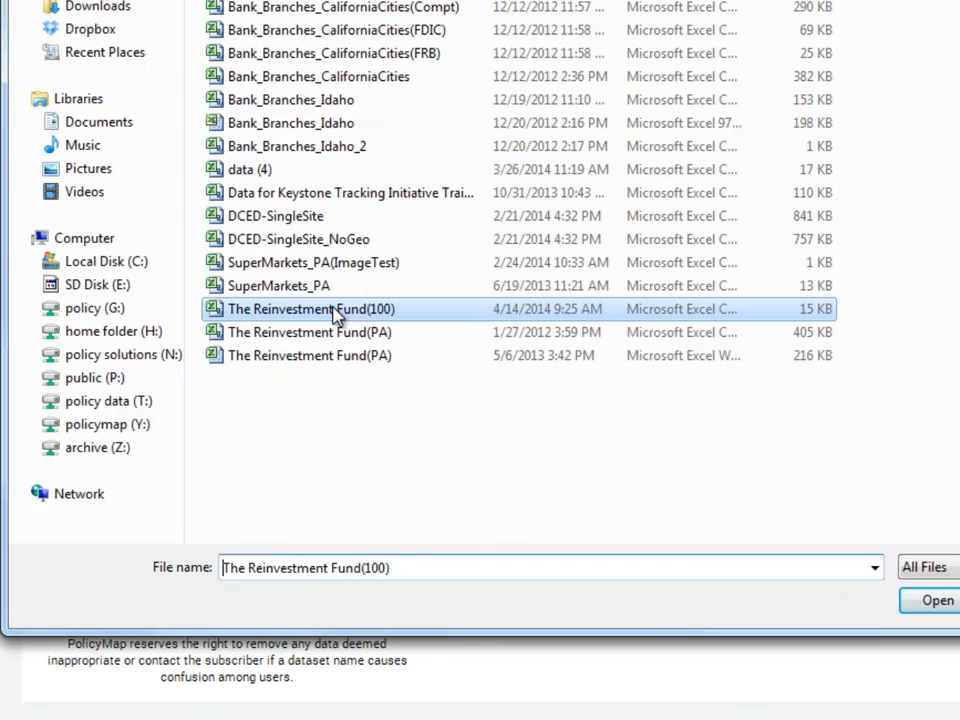 Downloads
Dropbox
Recent Places
Libraries
Documents
Music
Pictures
Videos
Computer
Local Disk (C:)
SD Disk (E:)
policy (G:)
home folder (H:)
policy solutions (N:)
public (P:)
policy data (T:)
policymap (Y:)
archive (Z:)
Network
Bank_Branches_CaliforniaCities(Compt) 12/12/2012 11:57 ... Microsoft Excel C... 290 KB
Bank_Branches_CaliforniaCities(FDIC) 12/12/2012 11:58 ... Microsoft Excel C... 69 KB
Bank_Branches_CaliforniaCities(FRB) 12/12/2012 11:58 ... Microsoft Excel C... 25 KB
Bank_Branches_CaliforniaCities 12/12/2012 2:36 PM Microsoft Excel C... 382 KB
Bank_Branches_Idaho 12/19/2012 11:10 ... Microsoft Excel C... 153 KB
Bank_Branches_Idaho 12/20/2012 2:16 PM Microsoft Excel 97... 198 KB
Bank_Branches_Idaho_2 12/20/2012 2:17 PM Microsoft Excel C... 1 KB
data (4) 3/26/2014 11:19 AM Microsoft Excel C... 17 KB
Data for Keystone Tracking Initiative Trai... 10/31/2013 10:43 ... Microsoft Excel C... 110 KB
DCED-SingleSite 2/21/2014 4:32 PM Microsoft Excel C... 841 KB
DCED-SingleSite_NoGeo 2/21/2014 4:32 PM Microsoft Excel C... 757 KB
SuperMarkets_PA(ImageTest) 2/24/2014 10:33 AM Microsoft Excel C... 1 KB
SuperMarkets_PA 6/19/2013 11:21 AM Microsoft Excel C... 13 KB
The Reinvestment Fund(100) 4/14/2014 9:25 AM Microsoft Excel C... 15 KB
The Reinvestment Fund(PA) 1/27/2012 3:59 PM Microsoft Excel C... 405 KB
The Reinvestment Fund(PA) 5/6/2013 3:42 PM Microsoft Excel W... 216 KB
File name: The Reinvestment Fund(100) All Files
Open
PolicyMap reserves the right to remove any data deemed
inappropriate or contact the subscriber if a dataset name causes
confusion among users.